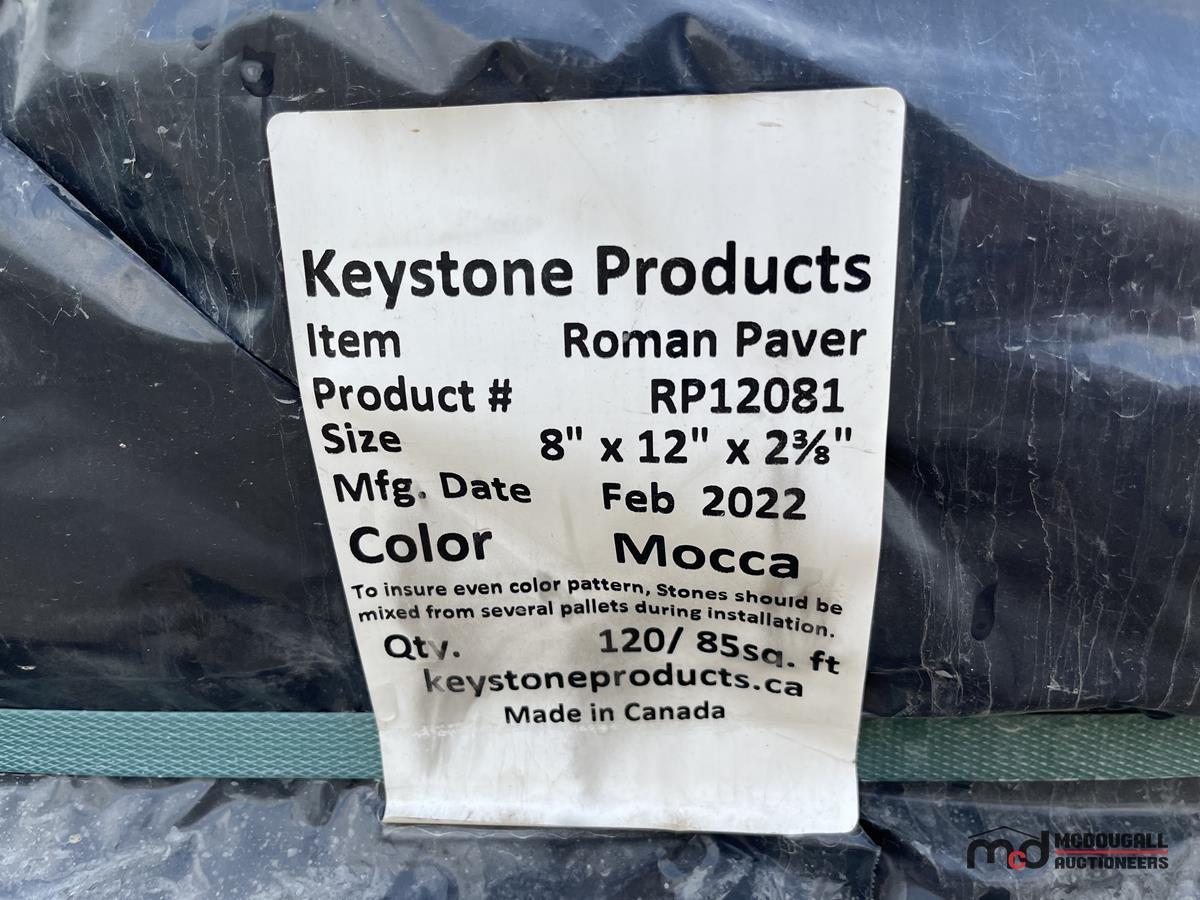 Keystone Products
Item Roman Paver
Product # RP12081
Size 8" x 12" x 2⅜"
Mfg. Date Feb 2022
Color Mocca
To insure even color pattern, Stones should be
mixed from several pallets during installation.
Qty. 120/ 85sq. ft
keystoneproducts.ca
Made in Canada
mcd MCDOUGALL
AUCTIONEERS